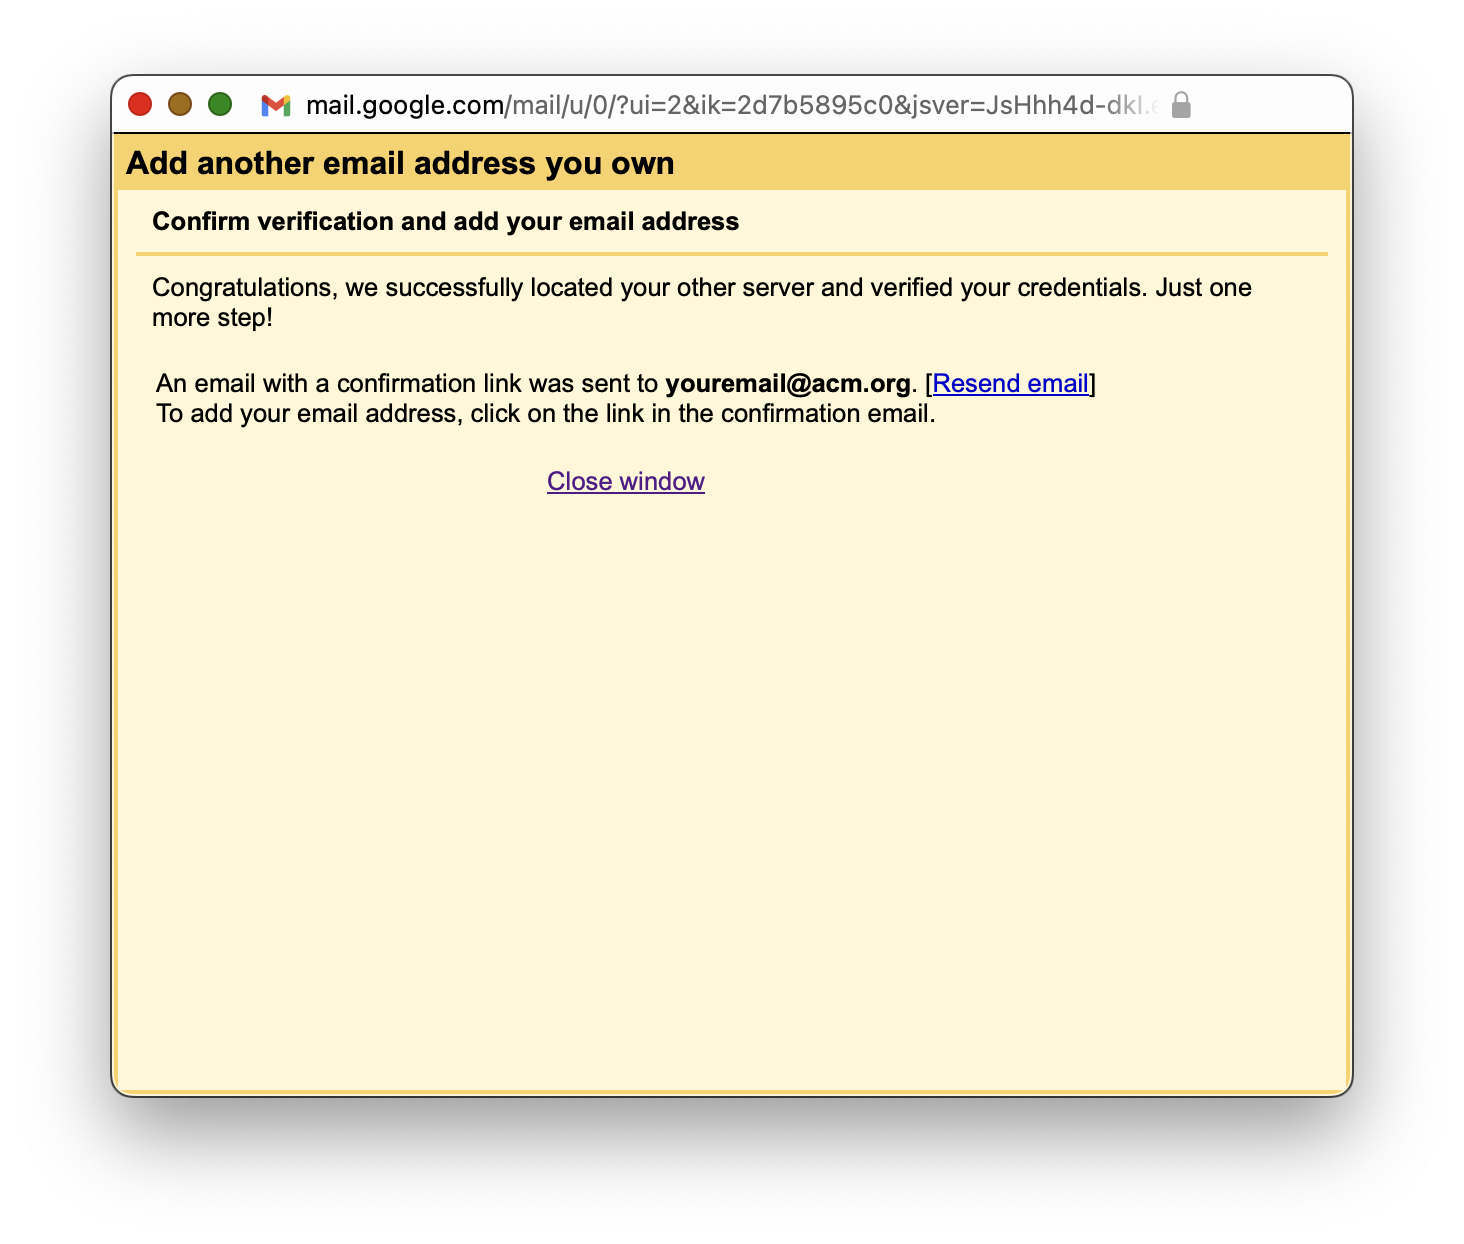 mail.google.com/mail/u/0/?ui=2&ik=2d7b5895c0&jsver=JsHhh4d-dkl.
Add another email address you own
Confirm verification and add your email address
Congratulations, we successfully located your other server and verified your credentials. Just one
more step!
An email with a confirmation link was sent to youremail@acm.org. [Resend email]
To add your email address, click on the link in the confirmation email.
Close window